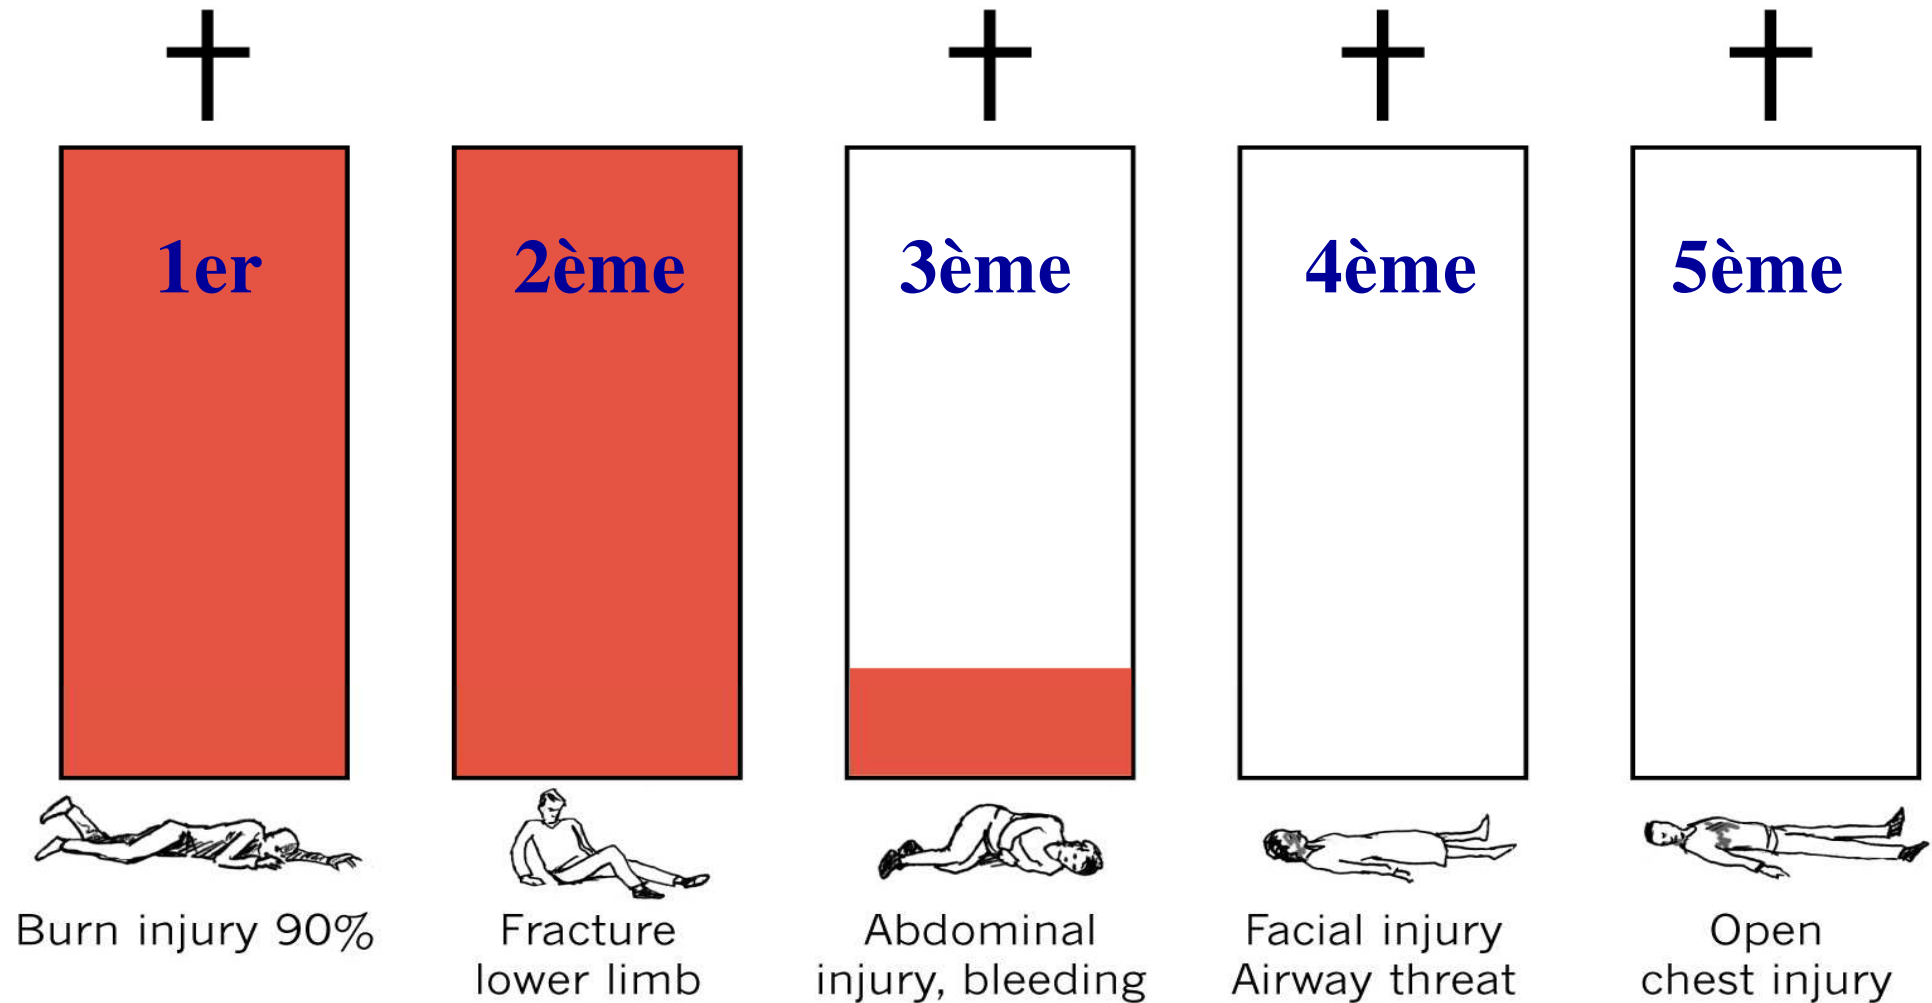 1er
2ème
3ème
4ème
5ème
Burn injury 90%
Fracture
lower limb
Abdominal
injury, bleeding
Facial injury
Airway threat
Open
chest injury